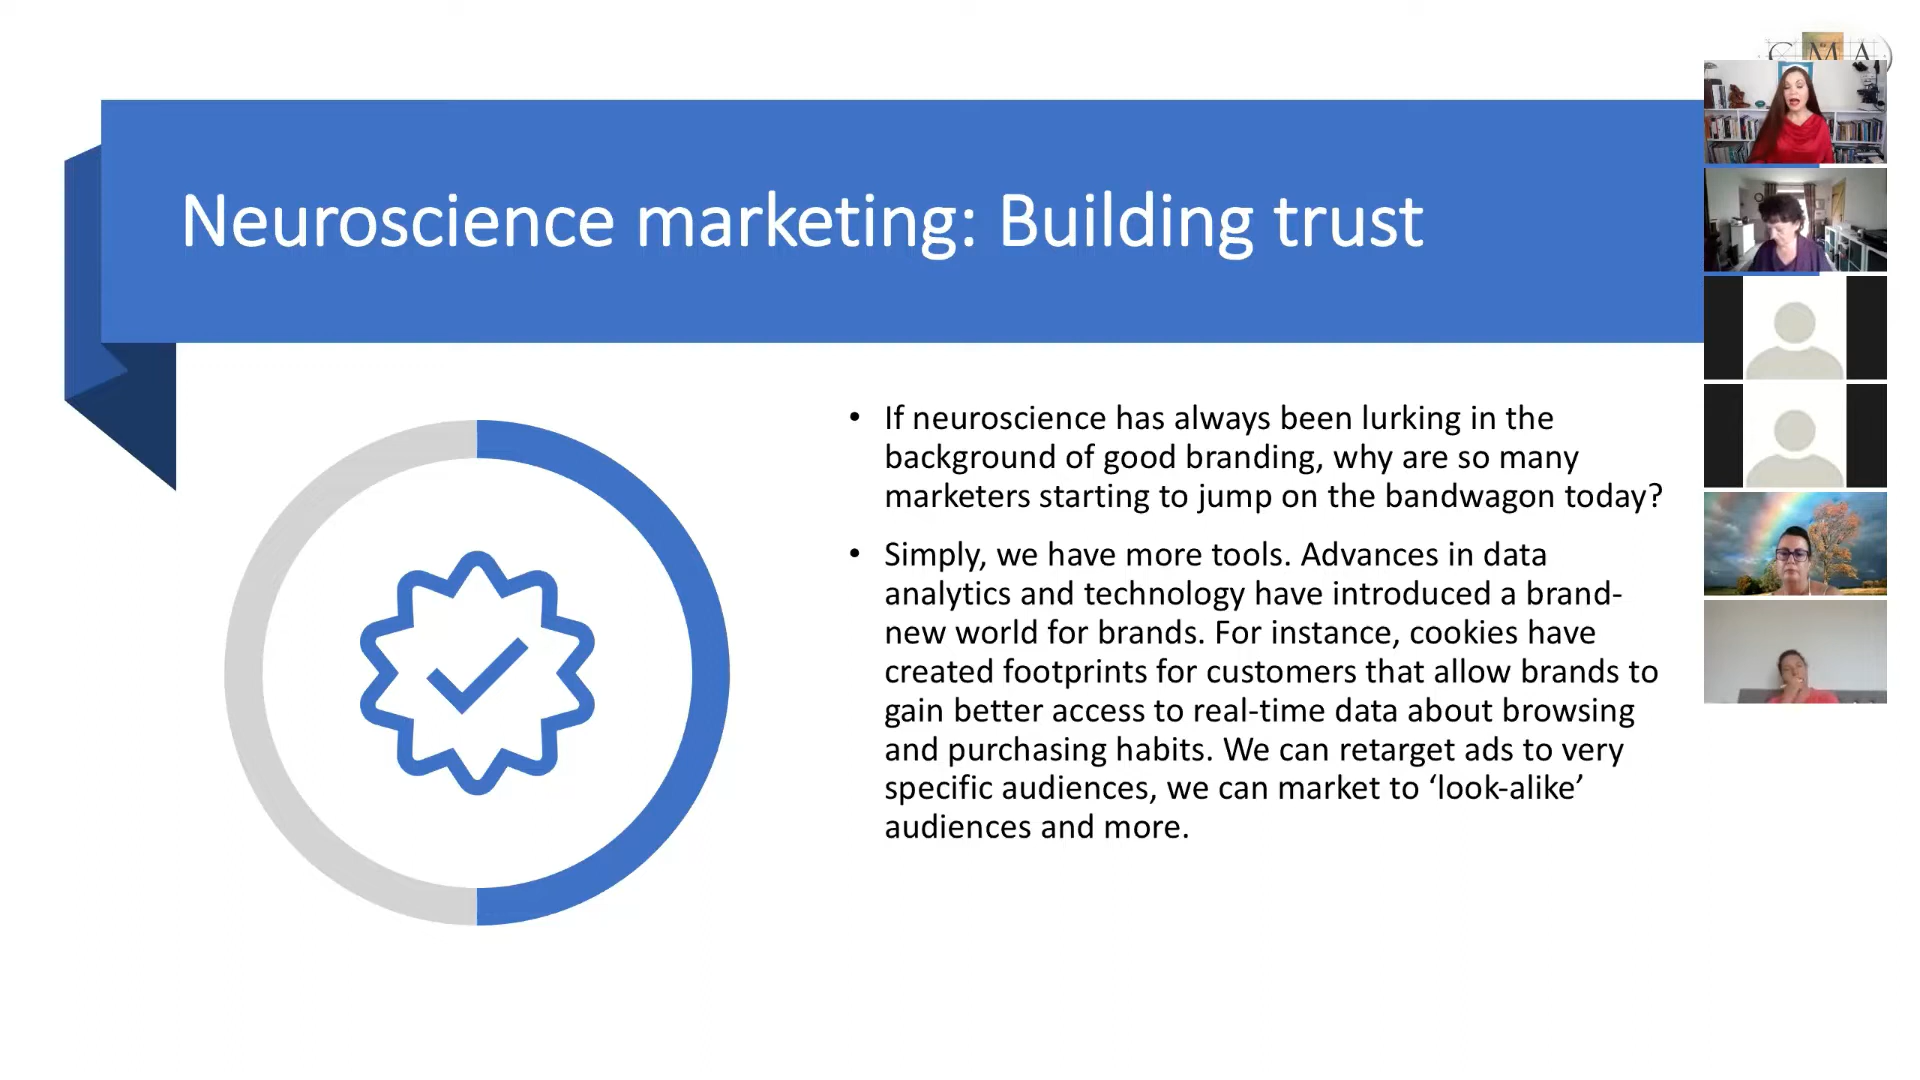 CMA
Neuroscience marketing: Building trust
• If neuroscience has always been lurking in the
background of good branding, why are so many
marketers starting to jump on the bandwagon today?
• Simply, we have more tools. Advances in data
analytics and technology have introduced a brand-
new world for brands. For instance, cookies have
created footprints for customers that allow brands to
gain better access to real-time data about browsing
and purchasing habits. We can retarget ads to very
specific audiences, we can market to ‘look-alike’
audiences and more.